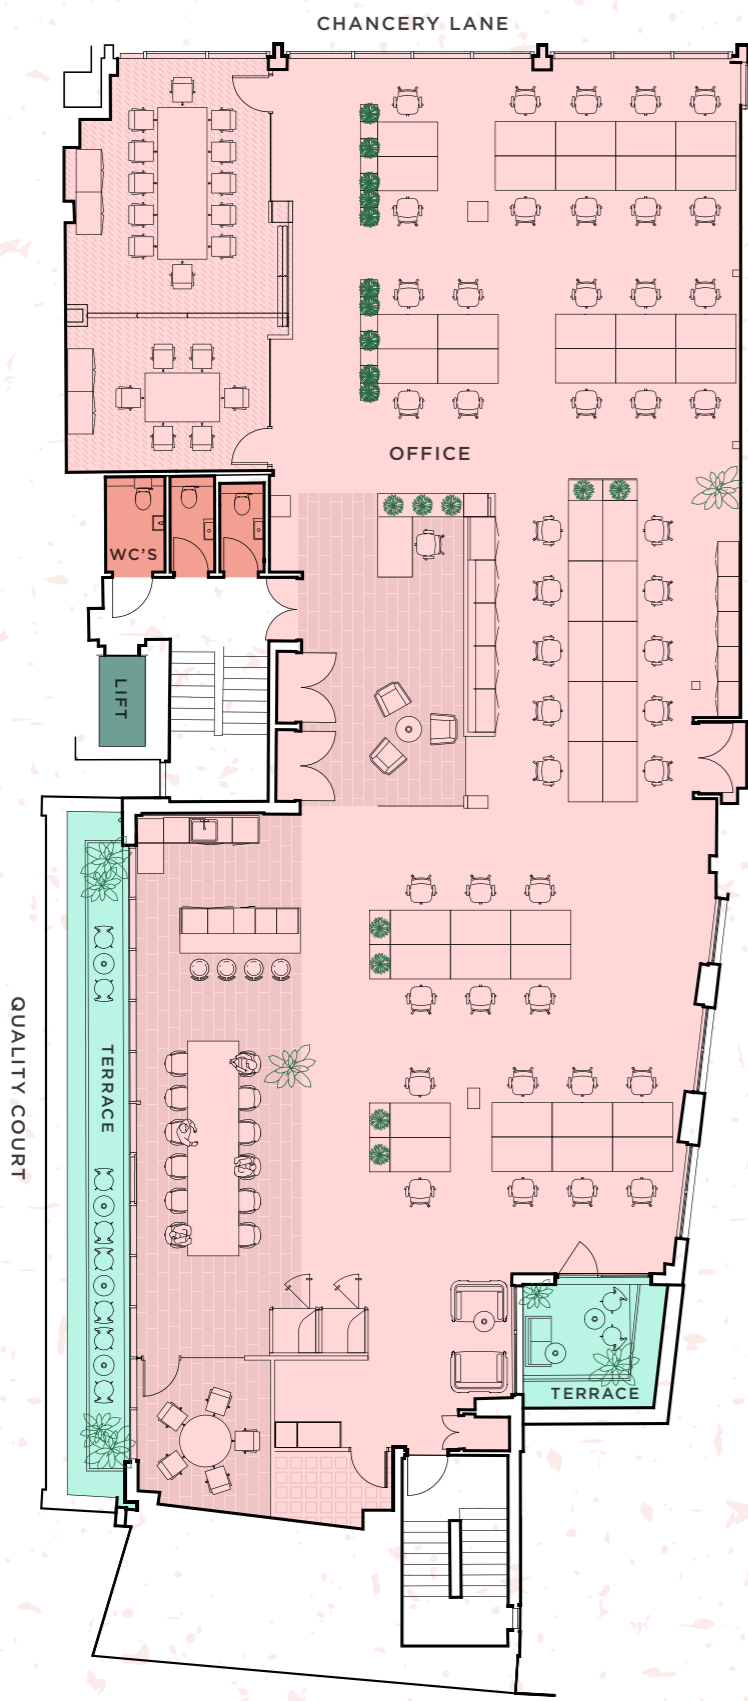 CHANCERY LANE
OFFICE
WC'S
LIFT
QUALITY COURT
TERRACE
TERRACE